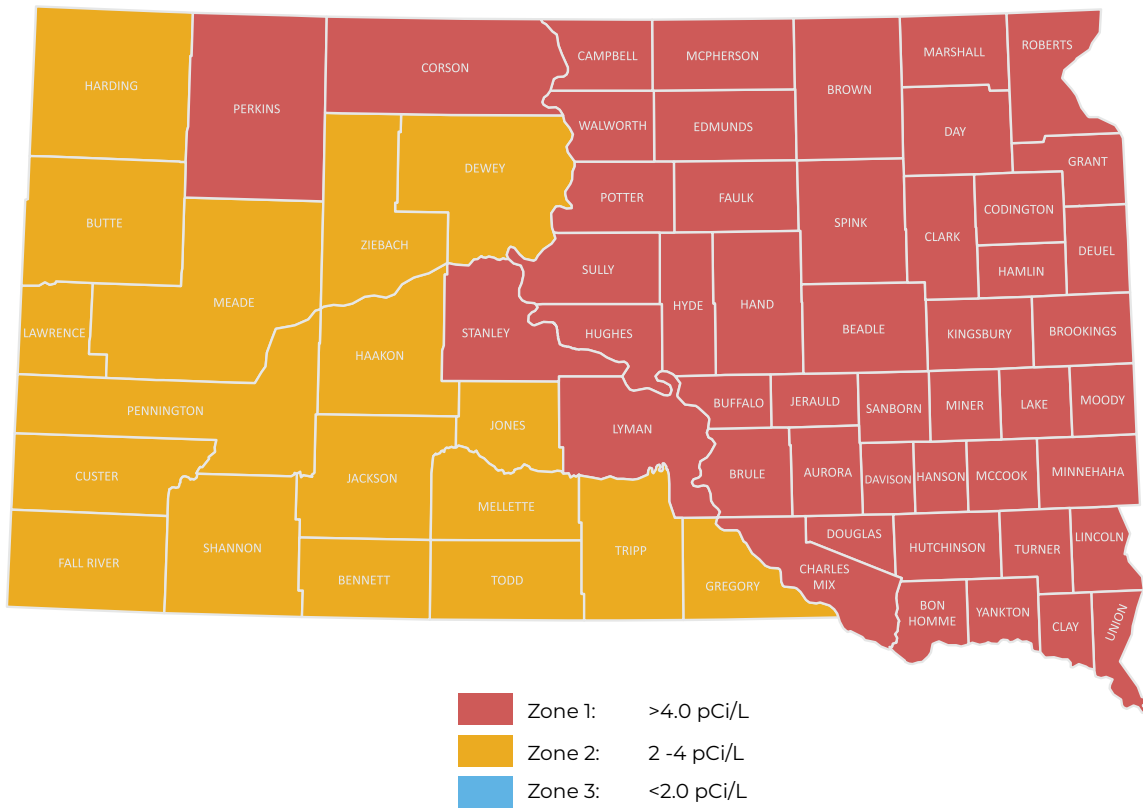 HARDING
PERKINS
CORSON
CAMPBELL
MCPHERSON
BROWN
MARSHALL
ROBERTS
WALWORTH
EDMUNDS
DAY
GRANT
BUTTE
DEWEY
ZIEBACH
POTTER
FAULK
SPINK
CLARK
CODINGTON
DEUEL
HAMLIN
LAWRENCE
MEADE
STANLEY
SULLY
HYDE
HAND
HUGHES
HAAKON
BEADLE
KINGSBURY
BROOKINGS
PENNINGTON
JONES
LYMAN
BUFFALO
JERAULD
SANBORN
MINER
LAKE
MOODY
CUSTER
JACKSON
MELLETTE
BRULE
AURORA
DAVISON
HANSON
MCCOOK
MINNEHAHA
FALL RIVER
SHANNON
BENNETT
TODD
TRIPP
GREGORY
CHARLES
MIX
DOUGLAS
HUTCHINSON
TURNER
LINCOLN
BON
HOMME
YANKTON
CLAY
UNION
Zone 1: >4.0 pCi/L
Zone 2: 2 -4 pCi/L
Zone 3: <2.0 pCi/L